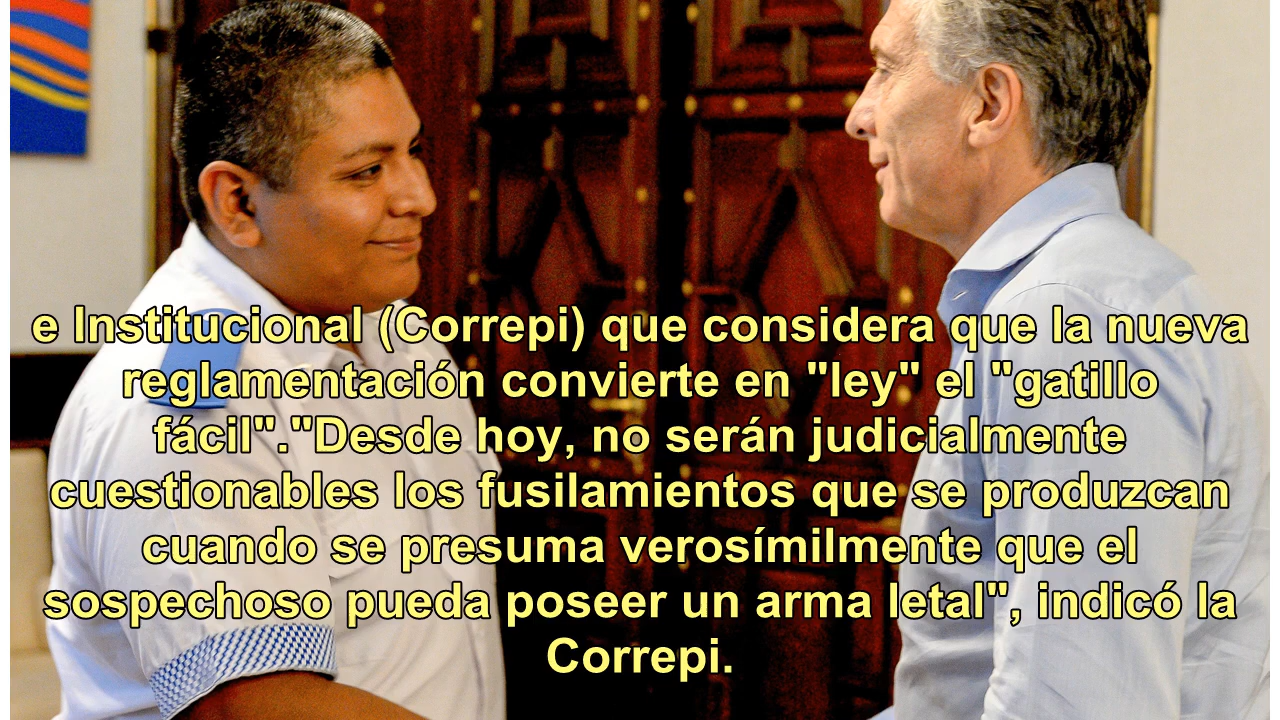 e Institucional (Correpi) que considera que la nueva
reglamentación convierte en "ley" el "gatillo
fácil"."Desde hoy, no serán judicialmente
cuestionables los fusilamientos que se produzcan
cuando se presuma verosímilmente que el
sospechoso pueda poseer un arma letal", indicó la
Correpi.